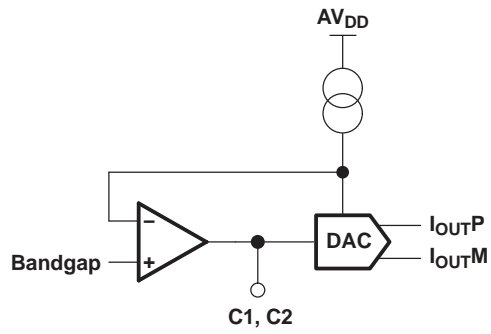 AVDD
−
+
Bandgap
DAC
IOUTP
IOUTM
C1, C2